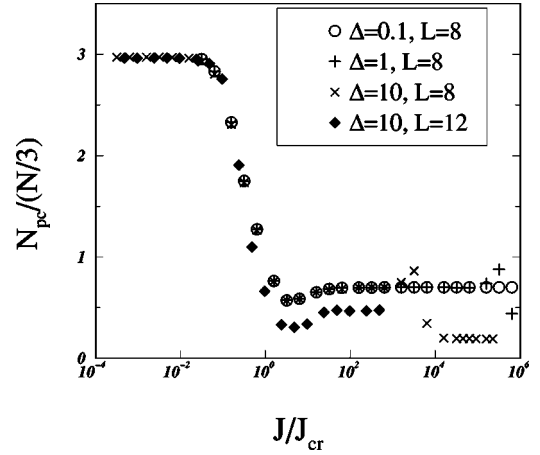 Δ=0.1, L=8
Δ=1, L=8
Δ=10, L=8
Δ=10, L=12
N_pc/(N/3)
3
2
1
0
10^-4 10^-2 10^0 10^2 10^4 10^6
J/J_cr